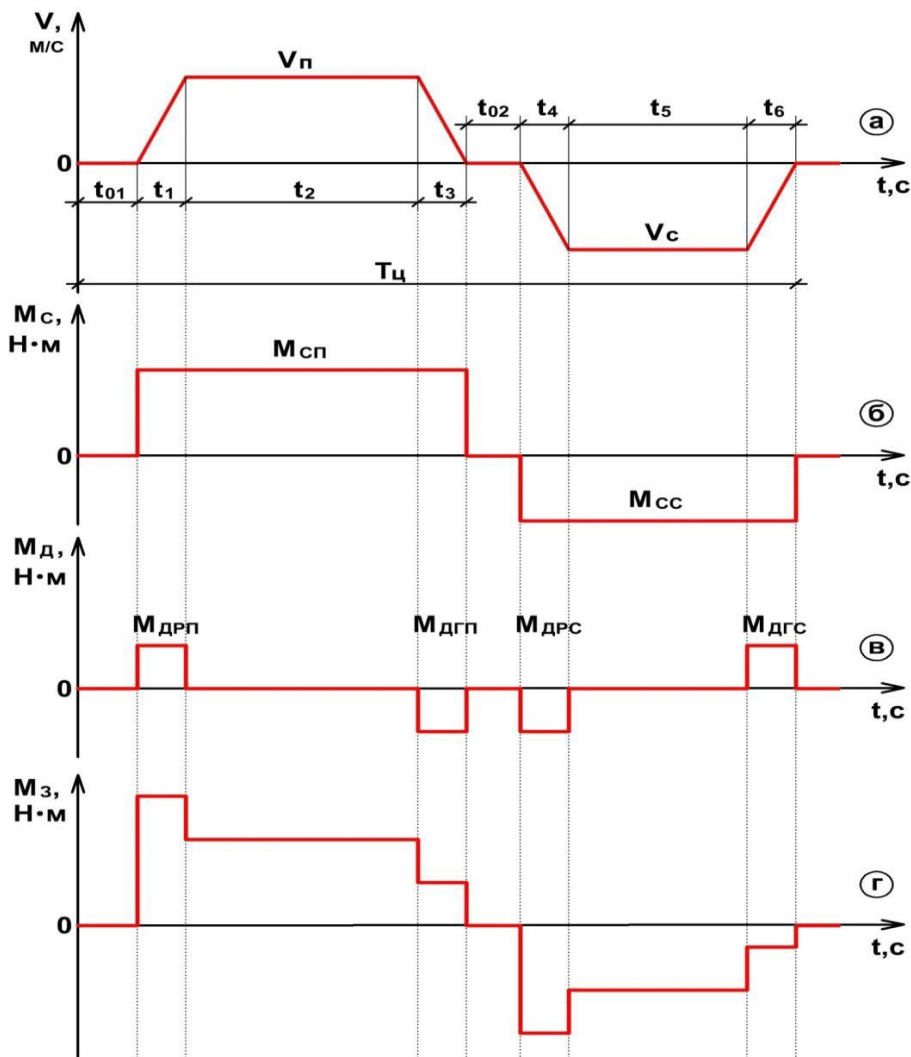 V,
м/с
Vп
t02 t4 t5 t6
а
0
t,с
t01 t1 t2 t3
Vс
Tц
Mс,
Н•м
Mсп
б
0
t,с
Mсс
Mд,
Н•м
Mдрп Mдгп Mдрс Mдгс
в
0
t,с
Mз,
Н•м
г
0
t,с